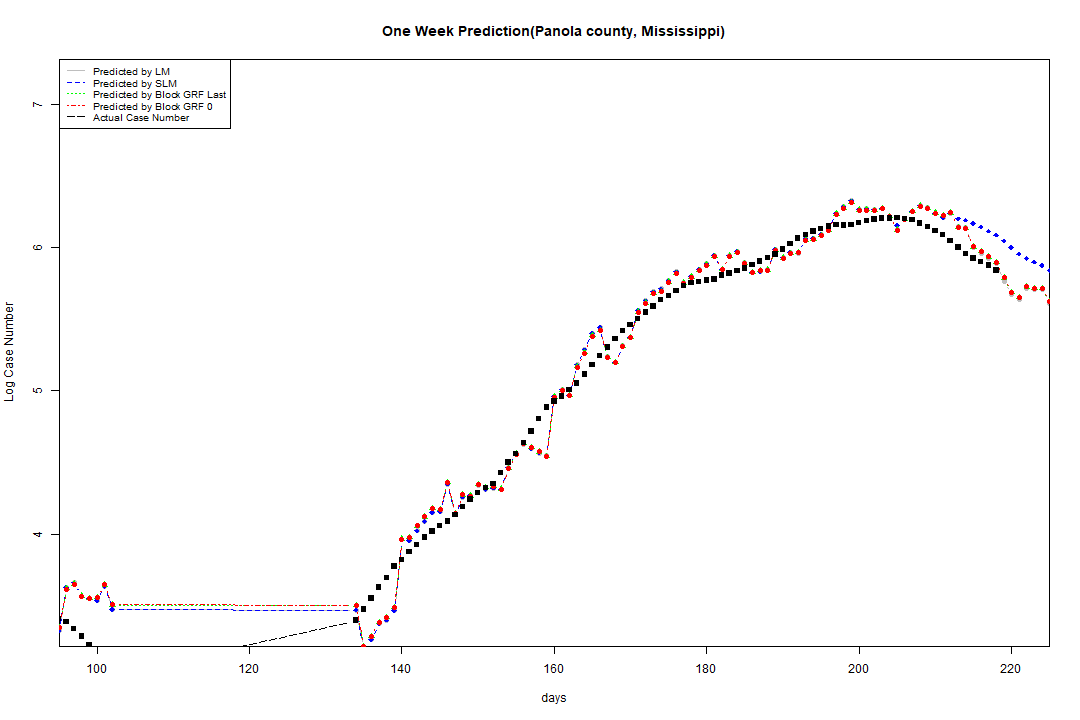 One Week Prediction(Panola county, Mississippi)
Predicted by LM
Predicted by SLM
Predicted by Block GRF Last
Predicted by Block GRF 0
Actual Case Number
7
6
5
4
Log Case Number
100 120 140 160 180 200 220
days